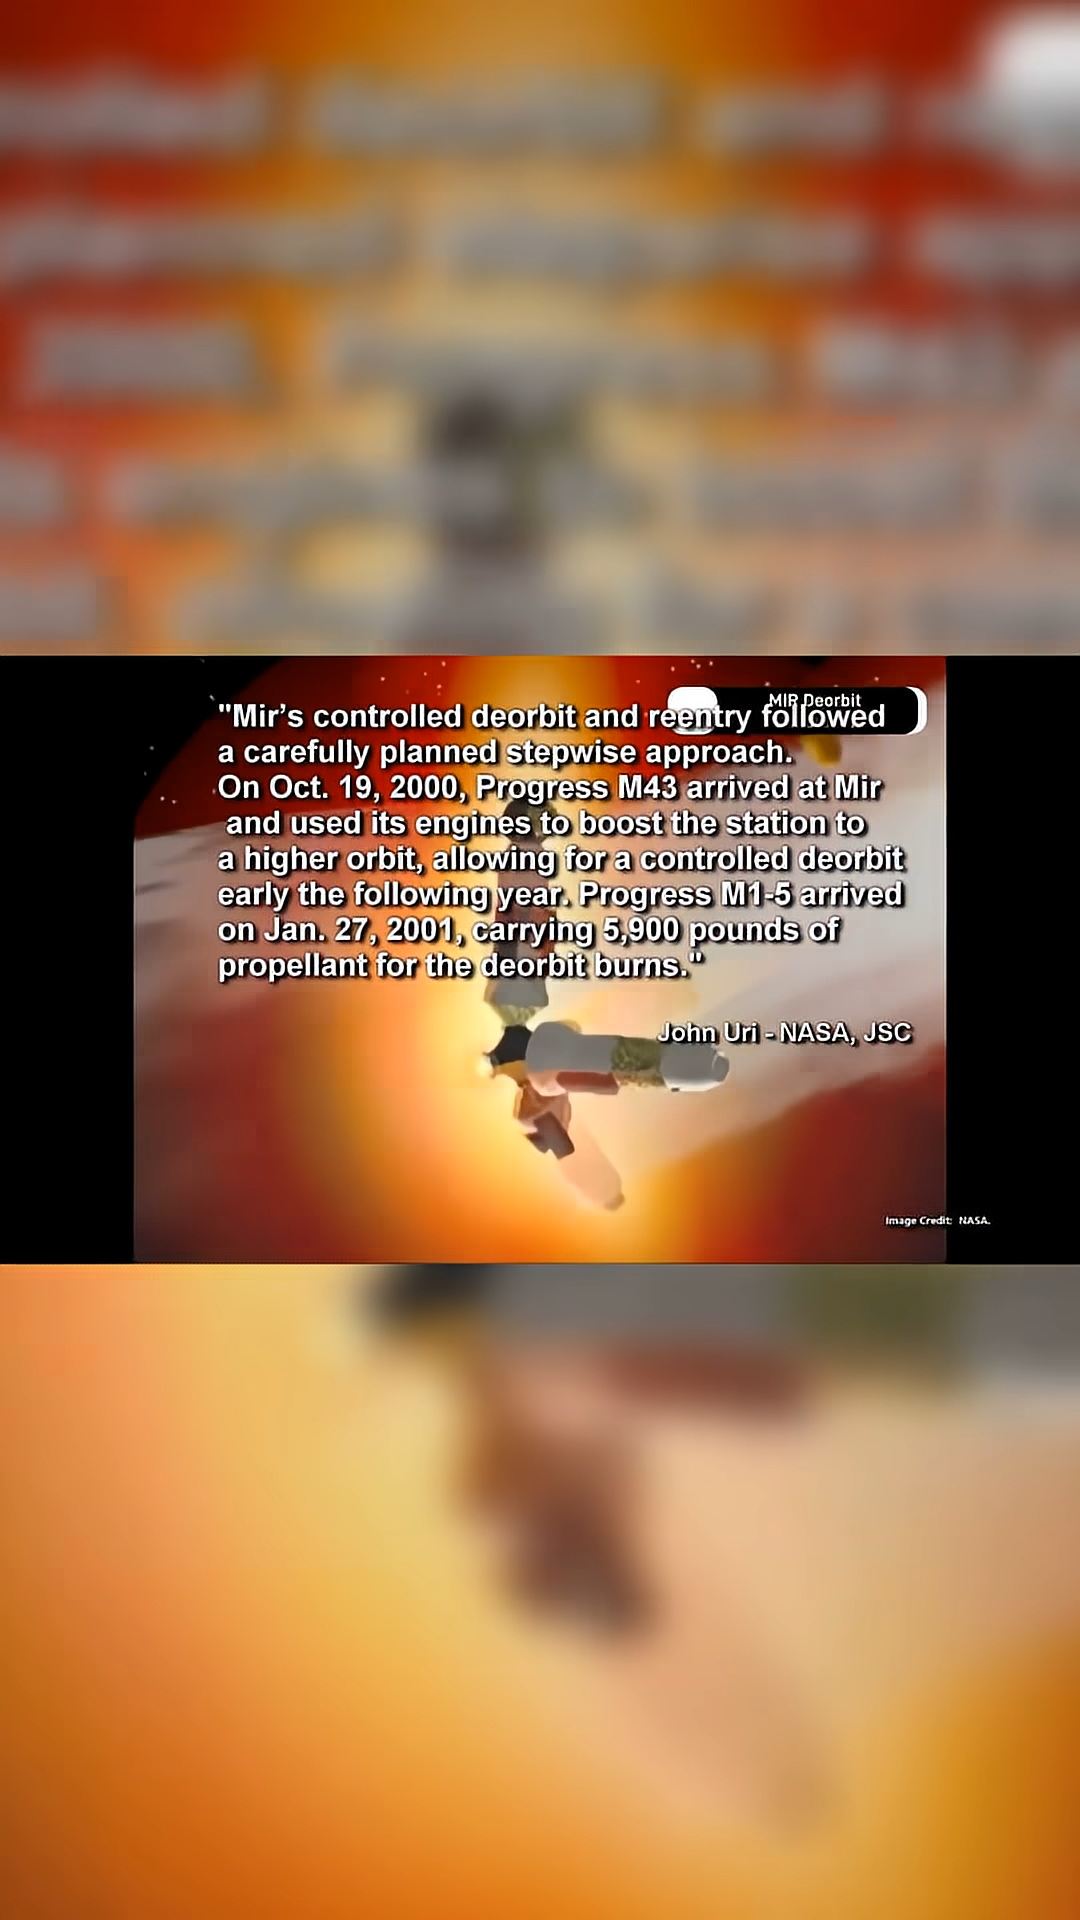 MIR Deorbit
"Mir’s controlled deorbit and reentry followed
a carefully planned stepwise approach.
On Oct. 19, 2000, Progress M43 arrived at Mir
and used its engines to boost the station to
a higher orbit, allowing for a controlled deorbit
early the following year. Progress M1-5 arrived
on Jan. 27, 2001, carrying 5,900 pounds of
propellant for the deorbit burns."
John Uri - NASA, JSC
Image Credit: NASA.